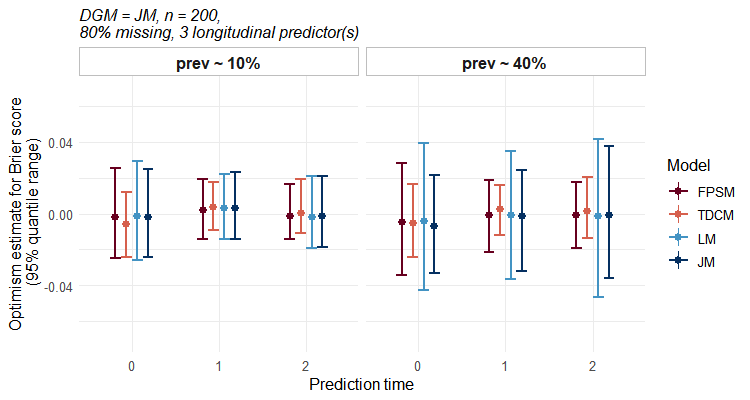 DGM = JM, n = 200,
80% missing, 3 longitudinal predictor(s)
prev ~ 10%
prev ~ 40%
Optimism estimate for Brier score
(95% quantile range)
0.04
0.00
-0.04
0
1
2
0
1
2
Prediction time
Model
FPSM
TDCM
LM
JM